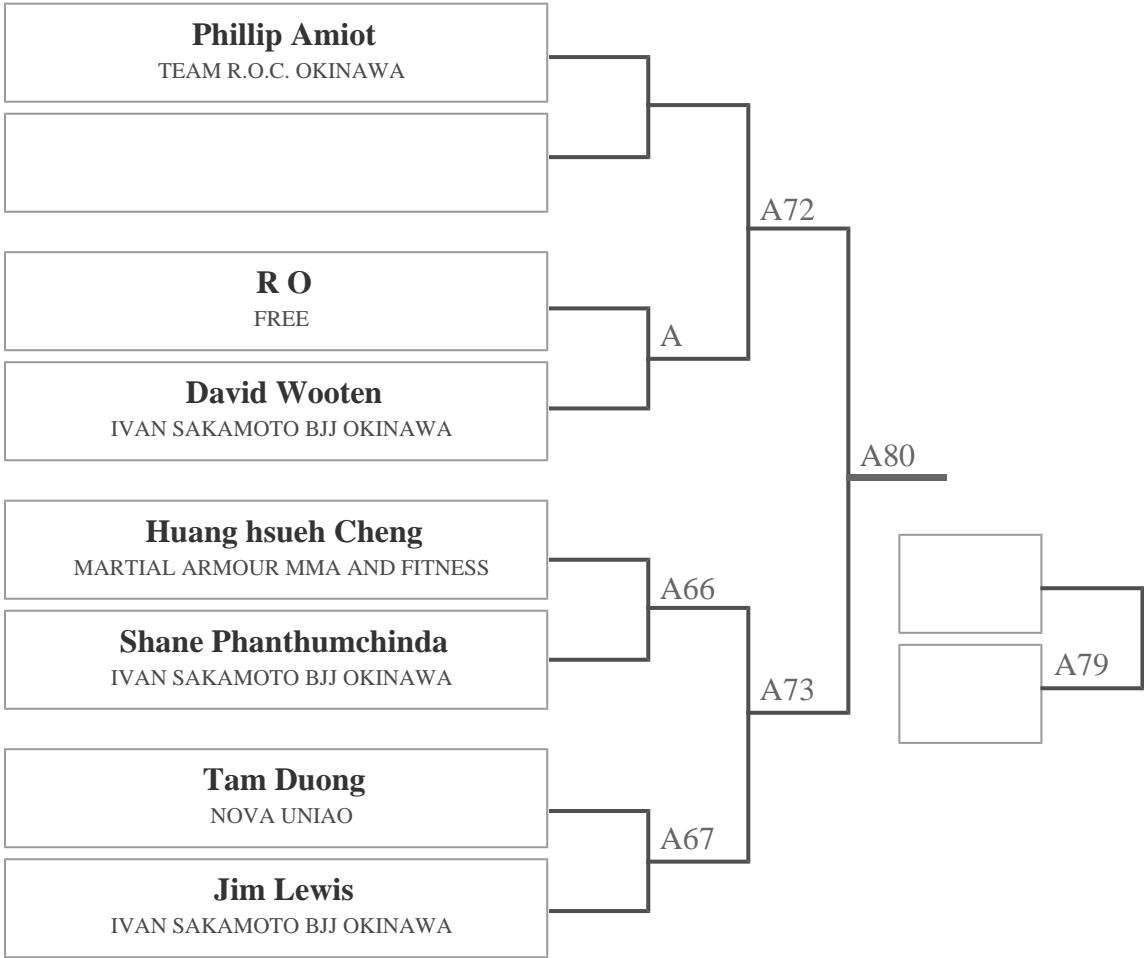 Phillip Amiot
TEAM R.O.C. OKINAWA
A72
R O
FREE
A
David Wooten
IVAN SAKAMOTO BJJ OKINAWA
A80
Huang hsueh Cheng
MARTIAL ARMOUR MMA AND FITNESS
A66
Shane Phanthumchinda
IVAN SAKAMOTO BJJ OKINAWA
A73
A79
Tam Duong
NOVA UNIAO
A67
Jim Lewis
IVAN SAKAMOTO BJJ OKINAWA